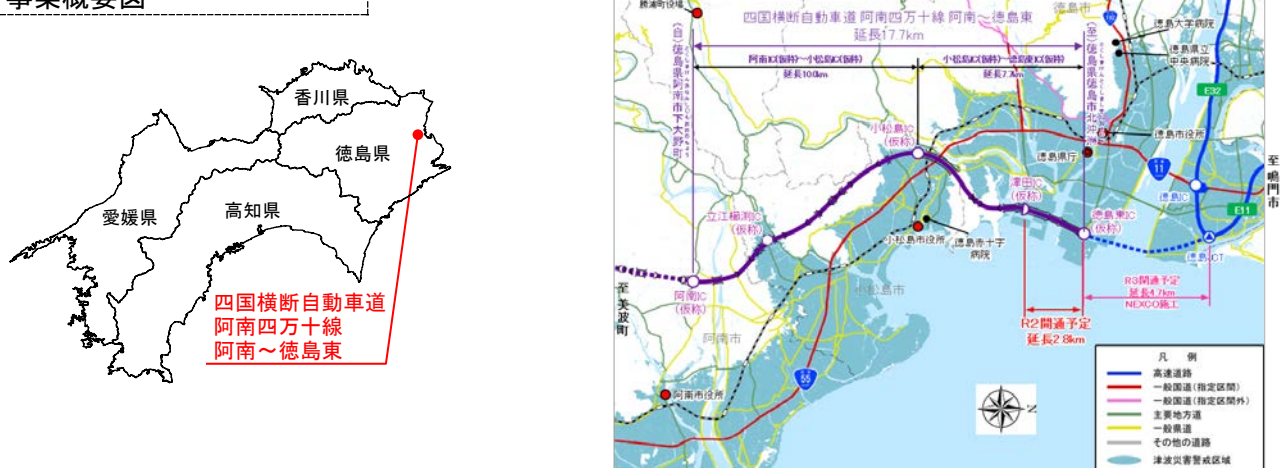 事業概要図
香川県
徳島県
愛媛県
高知県
四国横断自動車道
阿南四万十線
阿南～徳島東
勝浦町役場
四国横断自動車道 阿南四万十線 阿南～徳島東
延長17.7km
阿南IC(仮称)～小松島IC(仮称)
延長10.0km
小松島IC(仮称)～徳島東IC(仮称)
延長7.7km
(自)徳島県阿南市下大野町
(至)徳島県徳島市北沖洲
徳島市
徳島大学病院
徳島県立
中央病院
E32
徳島市役所
徳島県庁
11
至 鳴門市
徳島IC
E11
徳島JCT
小松島IC
(仮称)
津田IC
(仮称)
徳島東IC
(仮称)
立江櫛渕IC
(仮称)
小松島市役所
徳島赤十字
病院
小松島市
阿南IC
(仮称)
至 美波町
阿南市
R3開通予定
延長4.7km
NEXCO施工
R2開通予定
延長2.8km
55
阿南市役所
N
凡 例
高速道路
一般国道(指定区間)
一般国道(指定区間外)
主要地方道
一般県道
その他の道路
津波災害警戒区域